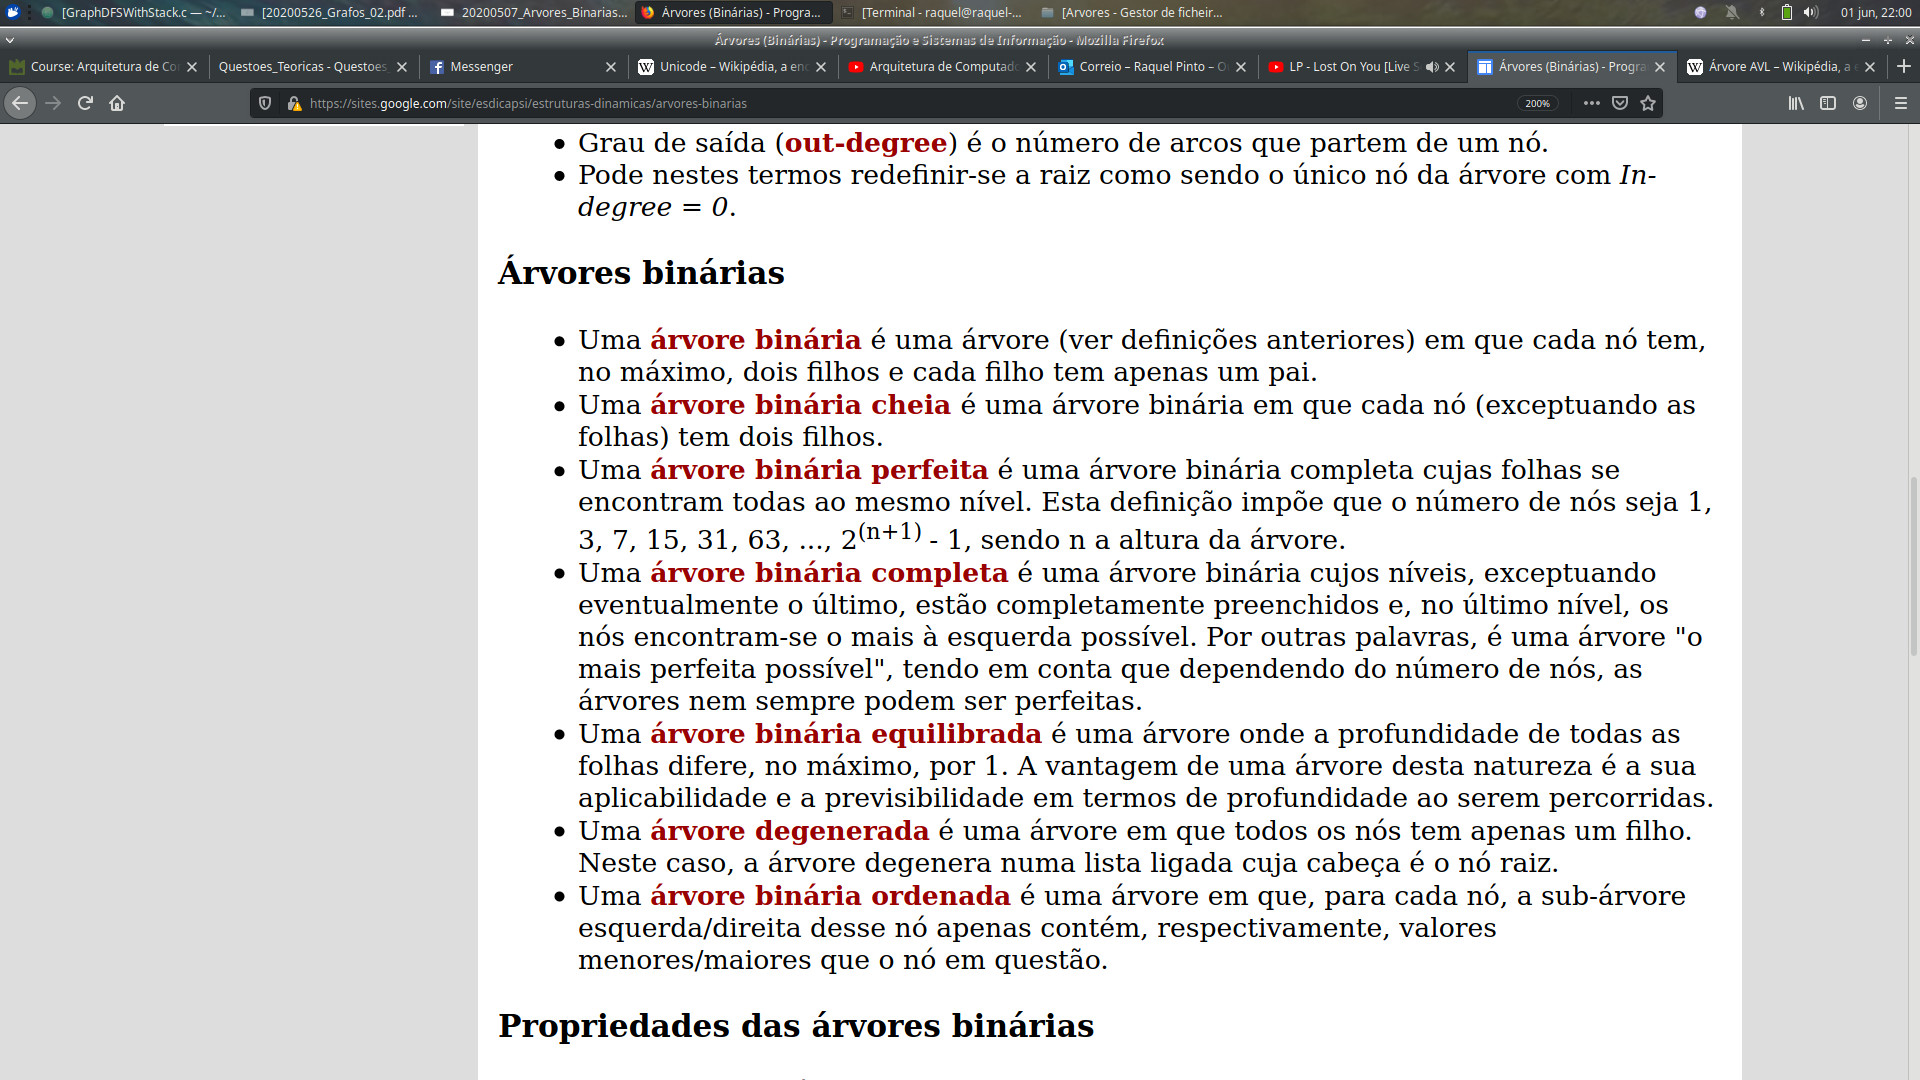 [GraphDFSWithStack.c — ~/... [20200526_Grafos_02.pdf ... 20200507_Arvores_Binarias... Árvores (Binárias) - Progra... [Terminal - raquel@raquel-... [Arvores - Gestor de ficheir... 01 jun, 22:00
Árvores (Binárias) - Programação e Sistemas de Informação - Mozilla Firefox
Course: Arquitetura de Co Questoes_Teoricas - Questoes_ Messenger Unicode – Wikipédia, a en Arquitetura de Computado Correio – Raquel Pinto – O LP - Lost On You [Live S Árvores (Binárias) - Progra Árvore AVL – Wikipédia, a e
https://sites.google.com/site/esdicapsi/estruturas-dinamicas/arvores-binarias 200%
• Grau de saída (out-degree) é o número de arcos que partem de um nó.
• Pode nestes termos redefinir-se a raiz como sendo o único nó da árvore com In-
degree = 0.
Árvores binárias
• Uma árvore binária é uma árvore (ver definições anteriores) em que cada nó tem,
no máximo, dois filhos e cada filho tem apenas um pai.
• Uma árvore binária cheia é uma árvore binária em que cada nó (exceptuando as
folhas) tem dois filhos.
• Uma árvore binária perfeita é uma árvore binária completa cujas folhas se
encontram todas ao mesmo nível. Esta definição impõe que o número de nós seja 1,
3, 7, 15, 31, 63, ..., 2^(n+1) - 1, sendo n a altura da árvore.
• Uma árvore binária completa é uma árvore binária cujos níveis, exceptuando
eventualmente o último, estão completamente preenchidos e, no último nível, os
nós encontram-se o mais à esquerda possível. Por outras palavras, é uma árvore "o
mais perfeita possível", tendo em conta que dependendo do número de nós, as
árvores nem sempre podem ser perfeitas.
• Uma árvore binária equilibrada é uma árvore onde a profundidade de todas as
folhas difere, no máximo, por 1. A vantagem de uma árvore desta natureza é a sua
aplicabilidade e a previsibilidade em termos de profundidade ao serem percorridas.
• Uma árvore degenerada é uma árvore em que todos os nós tem apenas um filho.
Neste caso, a árvore degenera numa lista ligada cuja cabeça é o nó raiz.
• Uma árvore binária ordenada é uma árvore em que, para cada nó, a sub-árvore
esquerda/direita desse nó apenas contém, respectivamente, valores
menores/maiores que o nó em questão.
Propriedades das árvores binárias